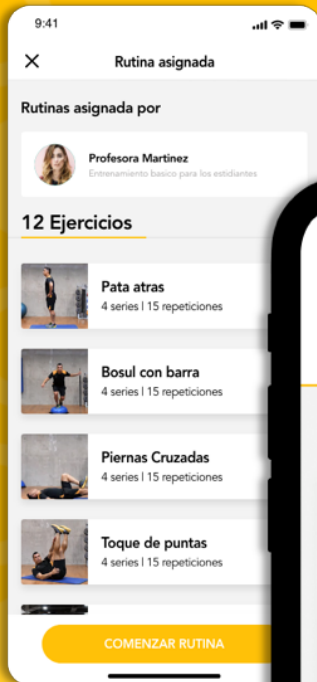 9:41
Rutina asignada
Rutinas asignada por
Profesora Martinez
Entrenamiento basico para los estidiantes
12 Ejercicios
Pata atras
4 series | 15 repeticiones
Bosul con barra
4 series | 15 repeticiones
Piernas Cruzadas
4 series | 15 repeticiones
Toque de puntas
4 series | 15 repeticiones
COMENZAR RUTINA